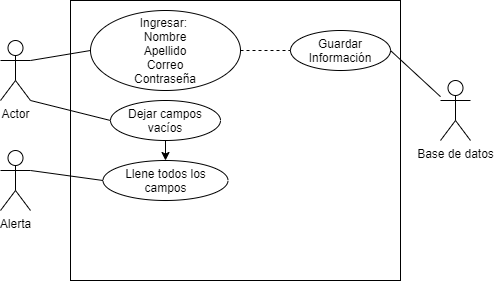 Ingresar:
Nombre
Apellido
Correo
Contraseña
Guardar
Información
Actor
Dejar campos
vacíos
Base de datos
Llene todos los
campos
Alerta